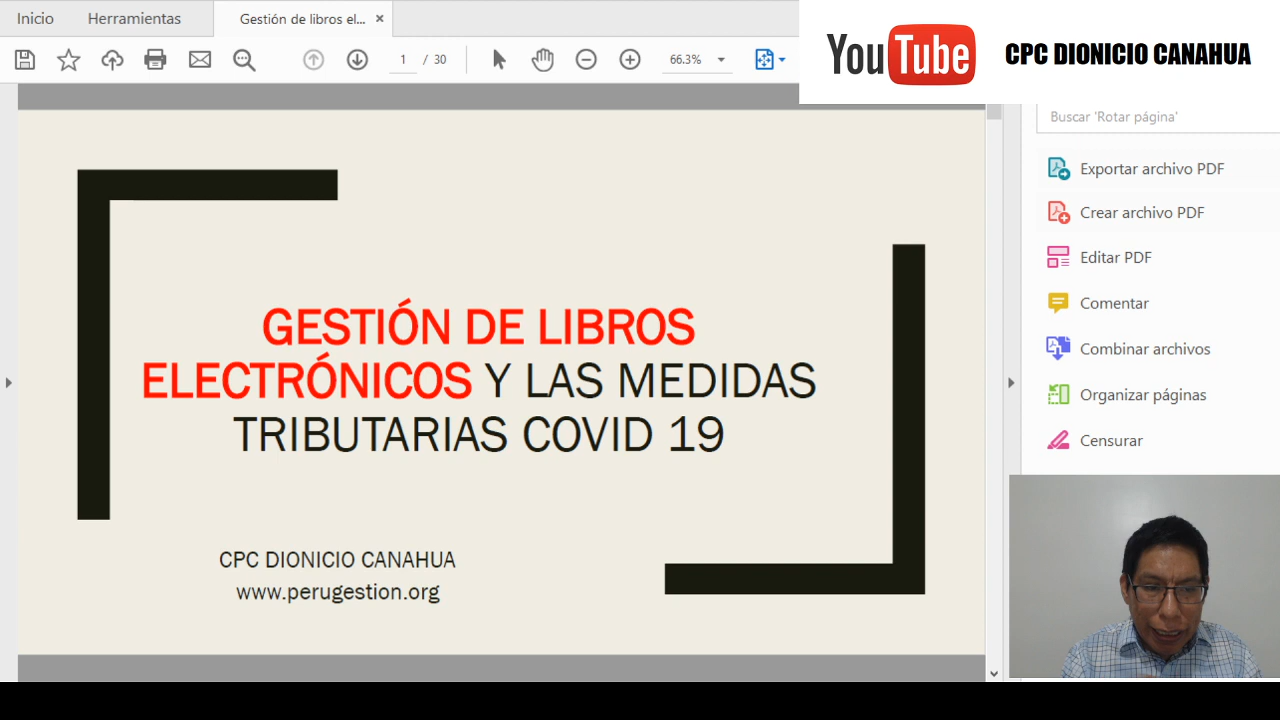 Inicio
Herramientas
Gestión de libros el... ×
YouTube
CPC DIONICIO CANAHUA
1 / 30
66.3%
Buscar 'Rotar página'
Exportar archivo PDF
Crear archivo PDF
Editar PDF
Comentar
Combinar archivos
Organizar páginas
Censurar
GESTIÓN DE LIBROS
ELECTRÓNICOS Y LAS MEDIDAS
TRIBUTARIAS COVID 19
CPC DIONICIO CANAHUA
www.perugestion.org